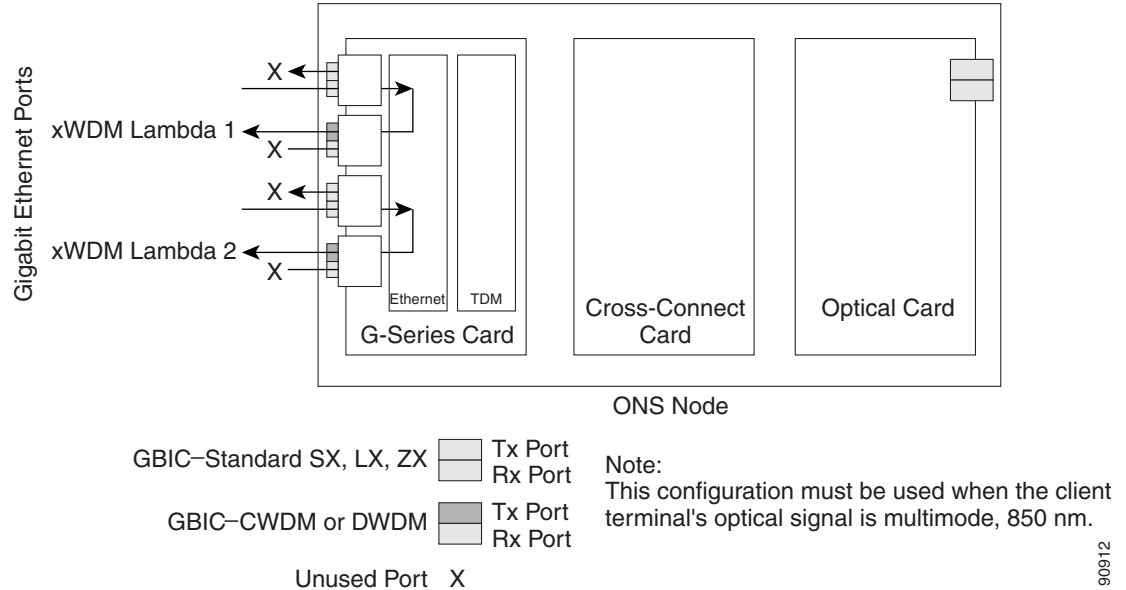 Gigabit Ethernet Ports
X
xWDM Lambda 1
X
X
xWDM Lambda 2
X
Ethernet
TDM
G-Series Card
Cross-Connect
Card
Optical Card
ONS Node
GBIC–Standard SX, LX, ZX
Tx Port
Rx Port
GBIC–CWDM or DWDM
Tx Port
Rx Port
Unused Port X
Note:
This configuration must be used when the client
terminal's optical signal is multimode, 850 nm.
90912